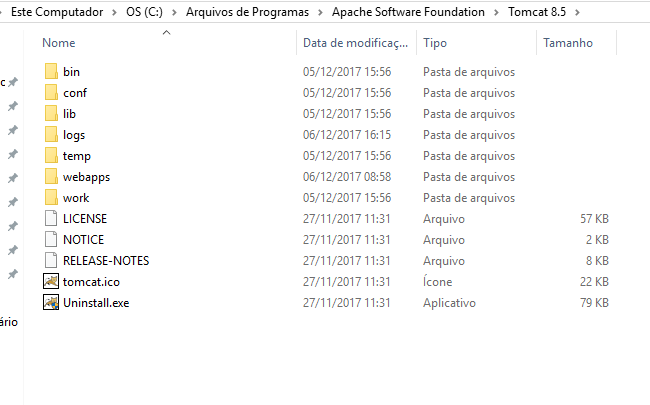 Este Computador > OS (C:) > Arquivos de Programas > Apache Software Foundation > Tomcat 8.5 >
Nome Data de modificaç... Tipo Tamanho
bin 05/12/2017 15:56 Pasta de arquivos
conf 05/12/2017 15:56 Pasta de arquivos
lib 05/12/2017 15:56 Pasta de arquivos
logs 06/12/2017 16:15 Pasta de arquivos
temp 05/12/2017 15:56 Pasta de arquivos
webapps 06/12/2017 08:58 Pasta de arquivos
work 05/12/2017 15:56 Pasta de arquivos
LICENSE 27/11/2017 11:31 Arquivo 57 KB
NOTICE 27/11/2017 11:31 Arquivo 2 KB
RELEASE-NOTES 27/11/2017 11:31 Arquivo 8 KB
tomcat.ico 27/11/2017 11:31 Ícone 22 KB
Uninstall.exe 27/11/2017 11:31 Aplicativo 79 KB
ário